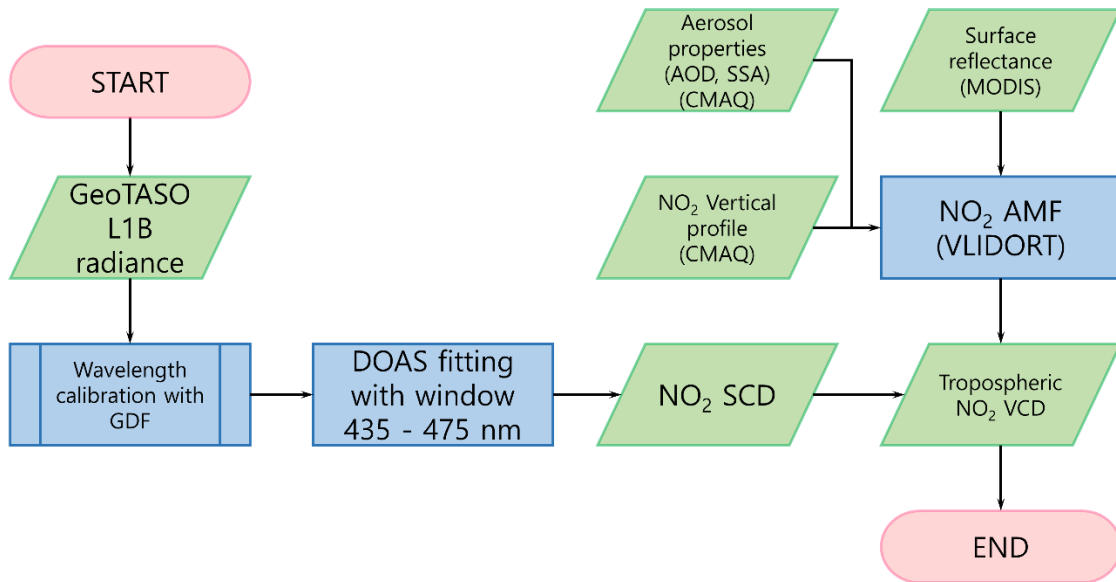 START
GeoTASO
L1B
radiance
Wavelength
calibration with
GDF
DOAS fitting
with window
435 - 475 nm
Aerosol
properties
(AOD, SSA)
(CMAQ)
NO₂ Vertical
profile
(CMAQ)
NO₂ SCD
Surface
reflectance
(MODIS)
NO₂ AMF
(VLIDORT)
Tropospheric
NO₂ VCD
END